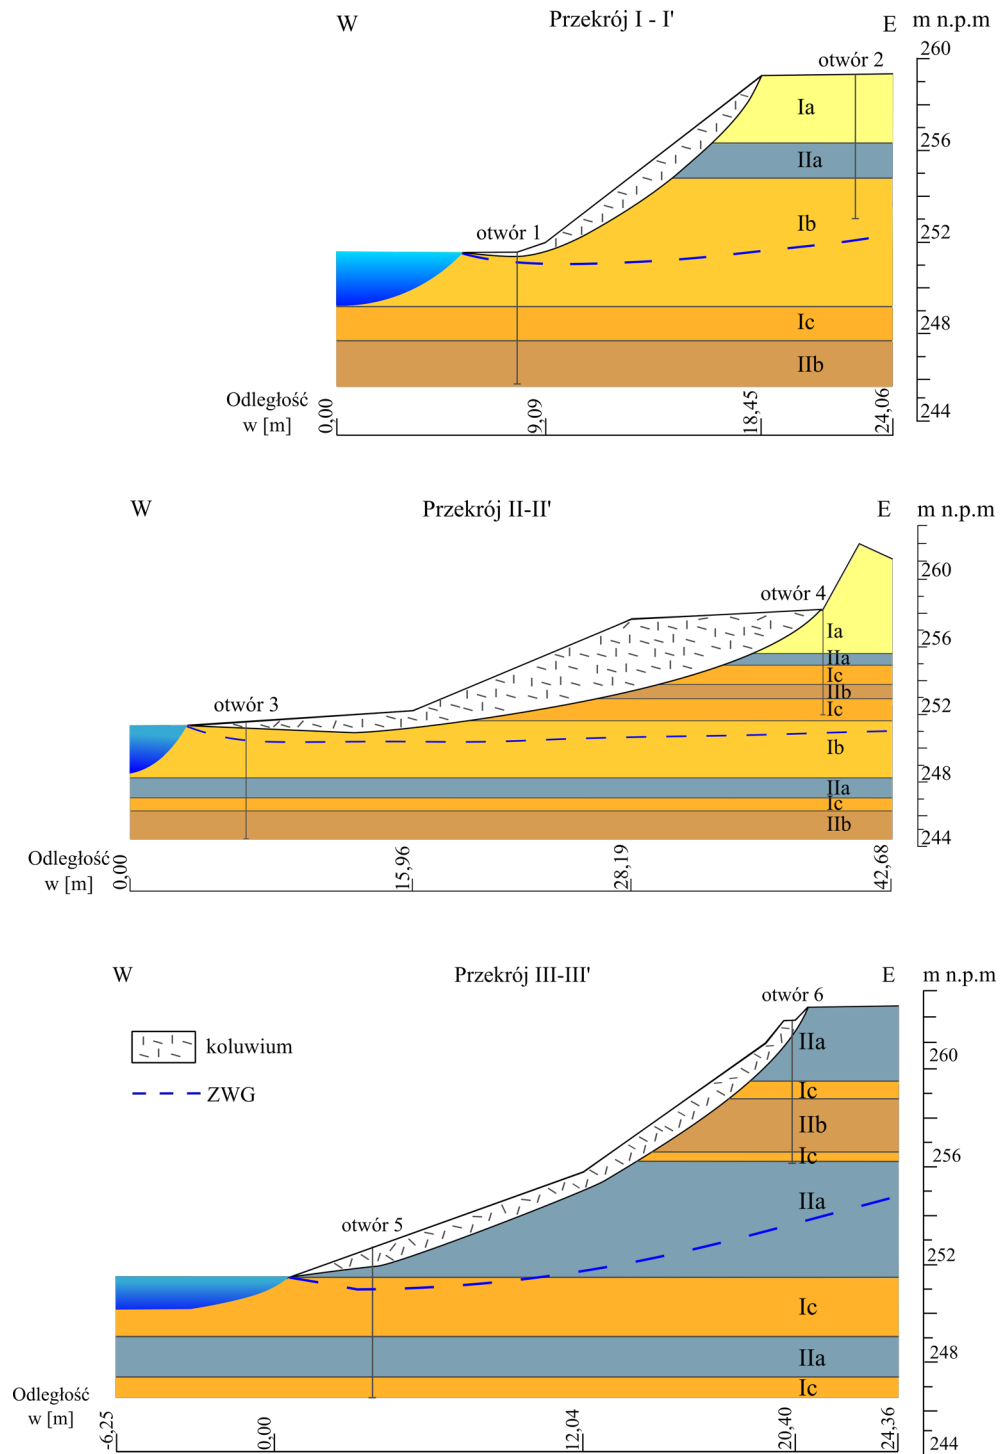 W
Przekrój I - I'
E
m n.p.m
260
otwór 2
Ia
256
IIa
Ib
otwór 1
252
Ic
248
IIb
244
Odległość
w [m]
0,00
9,09
18,45
24,06
W
Przekrój II-II'
E
m n.p.m
260
otwór 4
Ia
256
IIa
Ic
IIb
otwór 3
Ic
252
Ib
248
IIa
Ic
IIb
244
Odległość
w [m]
0,00
15,96
28,19
42,68
W
Przekrój III-III'
E
m n.p.m
otwór 6
koluwium
IIa
260
ZWG
Ic
IIb
Ic
256
IIa
otwór 5
252
Ic
IIa
248
Ic
Odległość
w [m]
-6,25
0,00
12,04
20,40
24,36
244